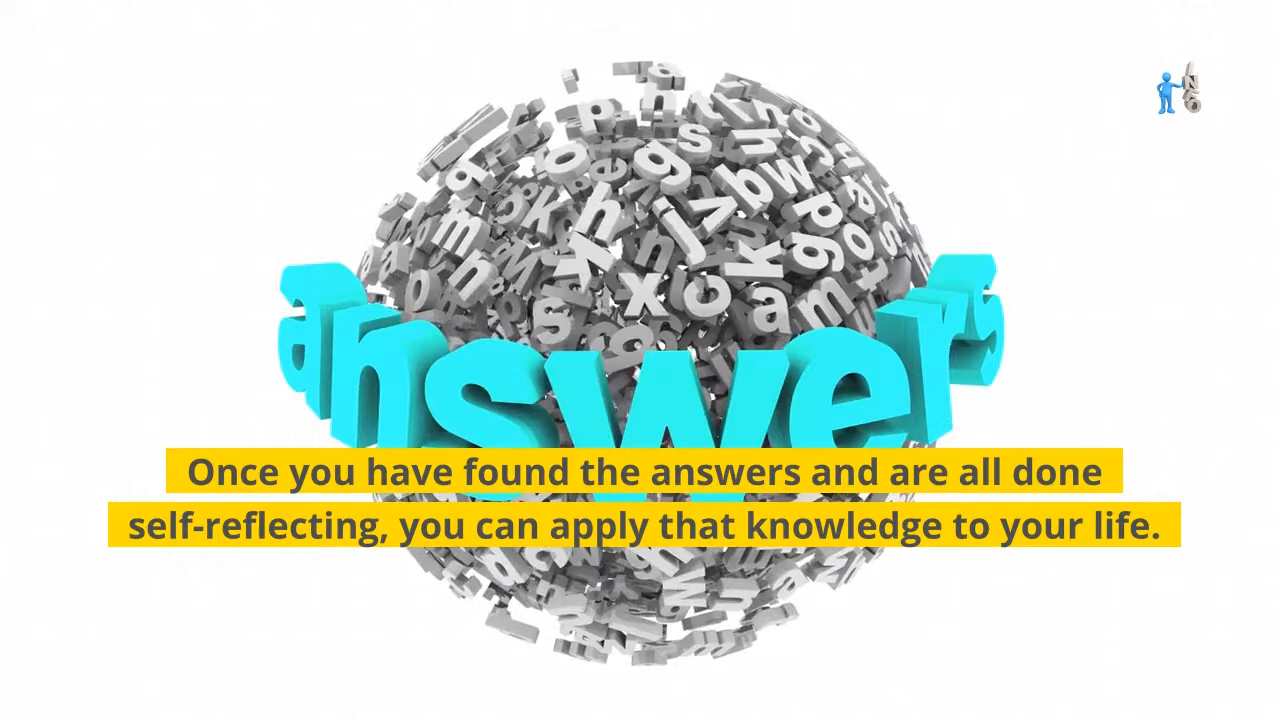 answers
Once you have found the answers and are all done
self-reflecting, you can apply that knowledge to your life.
INFO